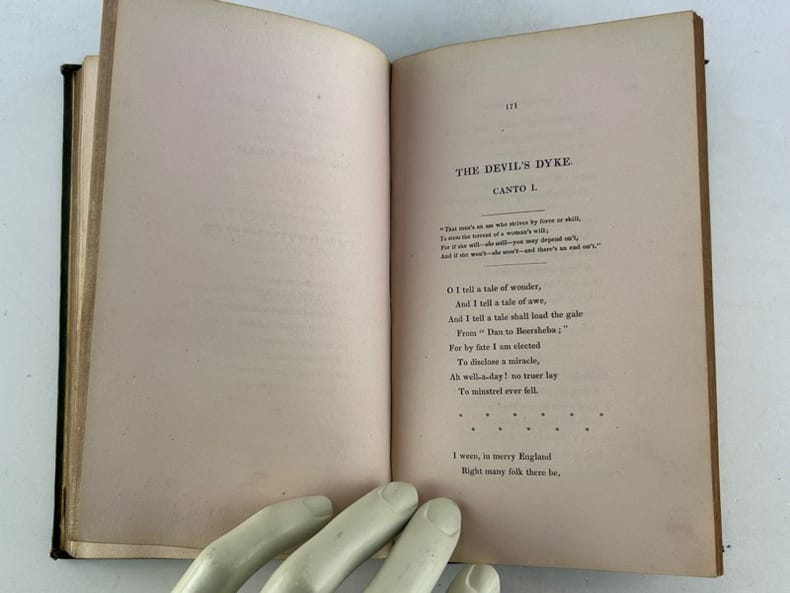 171
THE DEVIL'S DYKE.
CANTO I.
"That man's an ass who strives by force or skill,
To stem the torrent of a woman's will;
For if she will—she will—you may depend on't,
And if she won't—she won't—and there's an end on't."
O I tell a tale of wonder,
And I tell a tale of awe,
And I tell a tale shall load the gale
From "Dan to Beersheba;"
For by fate I am elected
To disclose a miracle,
Ah well-a-day! no truer lay
To minstrel ever fell.
* * * * * *
* * * * *
I ween, in merry England
Right many folk there be,